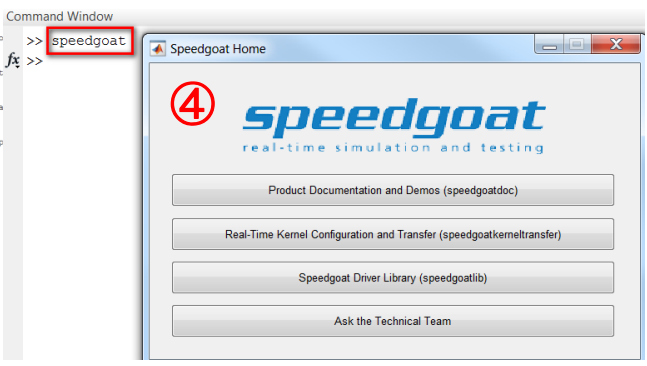 Command Window
>> speedgoat
fx >>
Speedgoat Home
④
speedgoat
real-time simulation and testing
Product Documentation and Demos (speedgoatdoc)
Real-Time Kernel Configuration and Transfer (speedgoatkerneltransfer)
Speedgoat Driver Library (speedgoatlib)
Ask the Technical Team